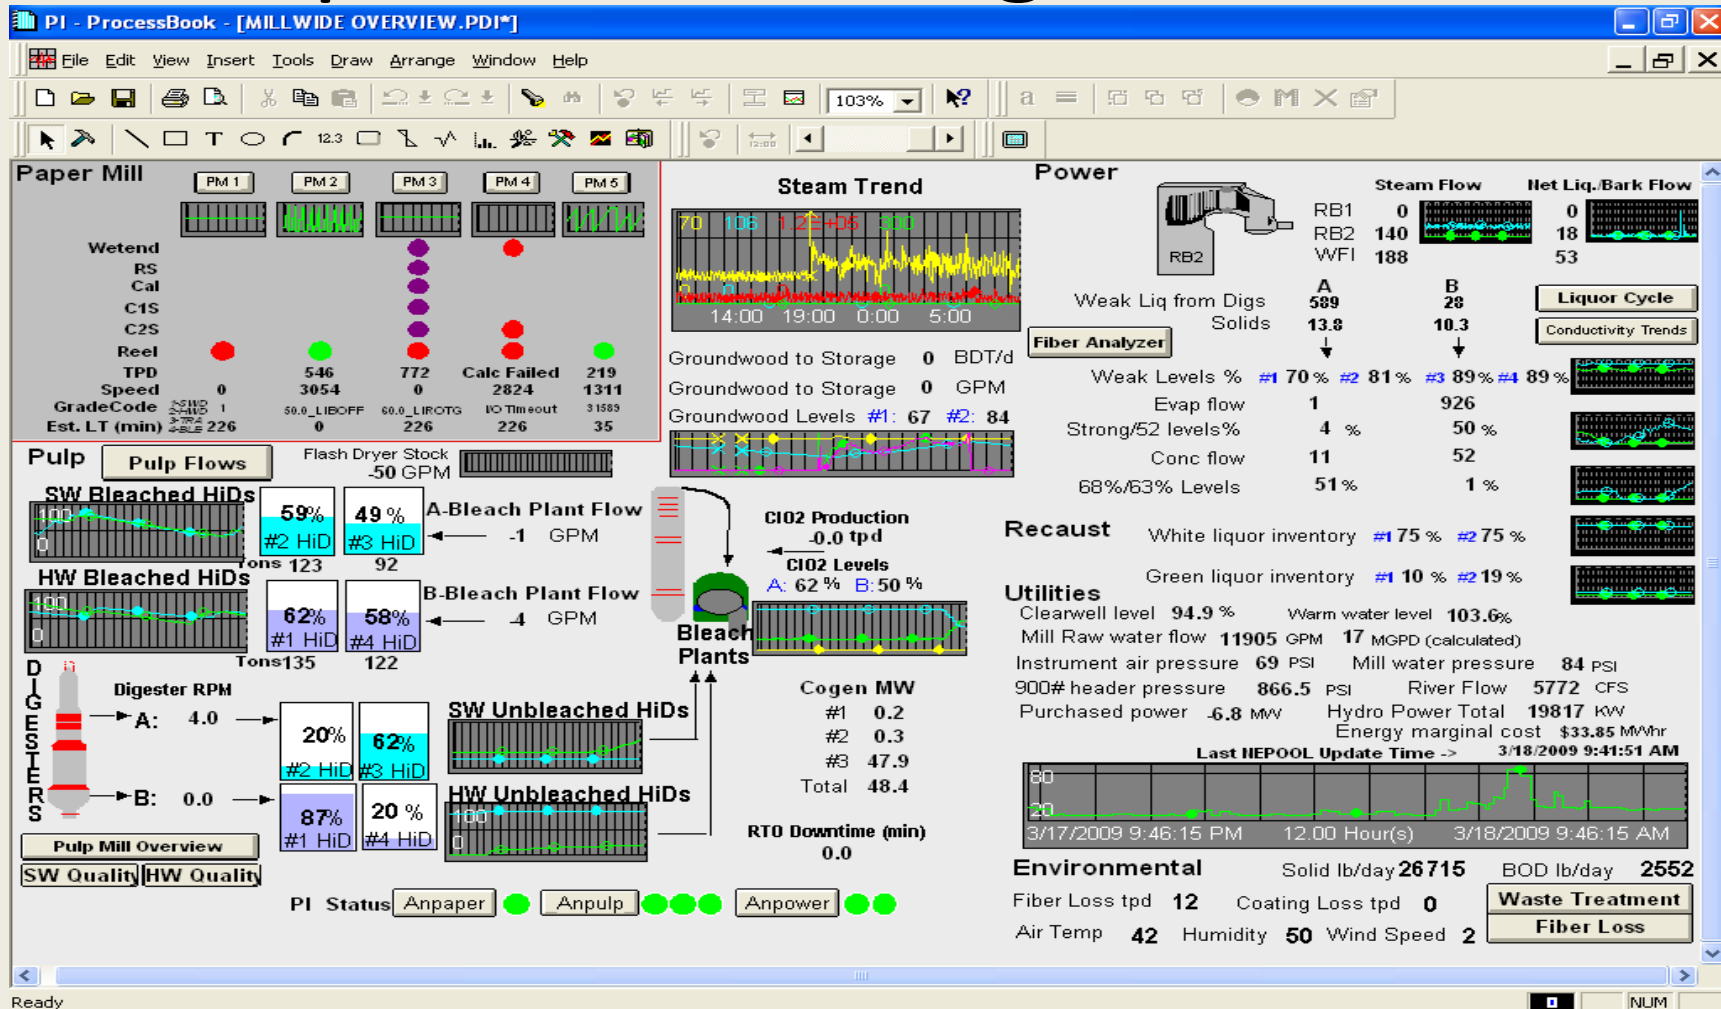 PI - ProcessBook - [MILLWIDE OVERVIEW.PDI*]
File Edit View Insert Tools Draw Arrange Window Help
103%
a
T 12.3
12:00
Paper Mill
PM 1 PM 2 PM 3 PM 4 PM 5
Wetend
RS
Cal
C1S
C2S
Reel
TPD 546 772 Calc Failed 219
Speed 0 3054 0 2824 1311
GradeCode 1 50.0_LIBOFF 60.0_LIROTG I/O Timeout 31589
Est. LT (min) 226 0 226 226 35
Steam Trend
70 106 1.2E+05 300
0 0
14:00 19:00 0:00 5:00
Groundwood to Storage 0 BDT/d
Groundwood to Storage 0 GPM
Groundwood Levels #1: 67 #2: 84
Power
Steam Flow Net Liq./Bark Flow
RB1 0 0
RB2 140 18
WFI 188 53
RB2
A B
Weak Liq from Digs 589 28
Solids 13.8 10.3
Liquor Cycle
Conductivity Trends
Fiber Analyzer
Weak Levels % #1 70 % #2 81 % #3 89 % #4 89 %
Evap flow 1 926
Strong/52 levels% 4 % 50 %
Conc flow 11 52
68%/63% Levels 51 % 1 %
Recaust
White liquor inventory #1 75 % #2 75 %
Green liquor inventory #1 10 % #2 19 %
Pulp
Pulp Flows
Flash Dryer Stock
-50 GPM
SW Bleached HiDs
100
0
59% 49 %
#2 HiD #3 HiD
Tons 123 92
A-Bleach Plant Flow
-1 GPM
HW Bleached HiDs
100
0
62% 58%
#1 HiD #4 HiD
Tons 135 122
B-Bleach Plant Flow
-4 GPM
ClO2 Production
-0.0 tpd
ClO2 Levels
A: 62 % B: 50 %
Bleach
Plants
DIGESTERS
Digester RPM
A: 4.0
B: 0.0
20% 62%
#2 HiD #3 HiD
87% 20 %
#1 HiD #4 HiD
SW Unbleached HiDs
HW Unbleached HiDs
100
0
Cogen MW
#1 0.2
#2 0.3
#3 47.9
Total 48.4
RTO Downtime (min)
0.0
Pulp Mill Overview
SW Quality HW Quality
PI Status Anpaper Anpulp Anpower
Utilities
Clearwell level 94.9 % Warm water level 103.6%
Mill Raw water flow 11905 GPM 17 MGPD (calculated)
Instrument air pressure 69 PSI Mill water pressure 84 PSI
900# header pressure 866.5 PSI River Flow 5772 CFS
Purchased power -6.8 MW Hydro Power Total 19817 KW
Energy marginal cost $33.85 MWhr
Last NEPOOL Update Time -> 3/18/2009 9:41:51 AM
80
20
3/17/2009 9:46:15 PM 12.00 Hour(s) 3/18/2009 9:46:15 AM
Environmental
Solid lb/day 26715 BOD lb/day 2552
Fiber Loss tpd 12 Coating Loss tpd 0
Waste Treatment
Air Temp 42 Humidity 50 Wind Speed 2
Fiber Loss
Ready
NUM